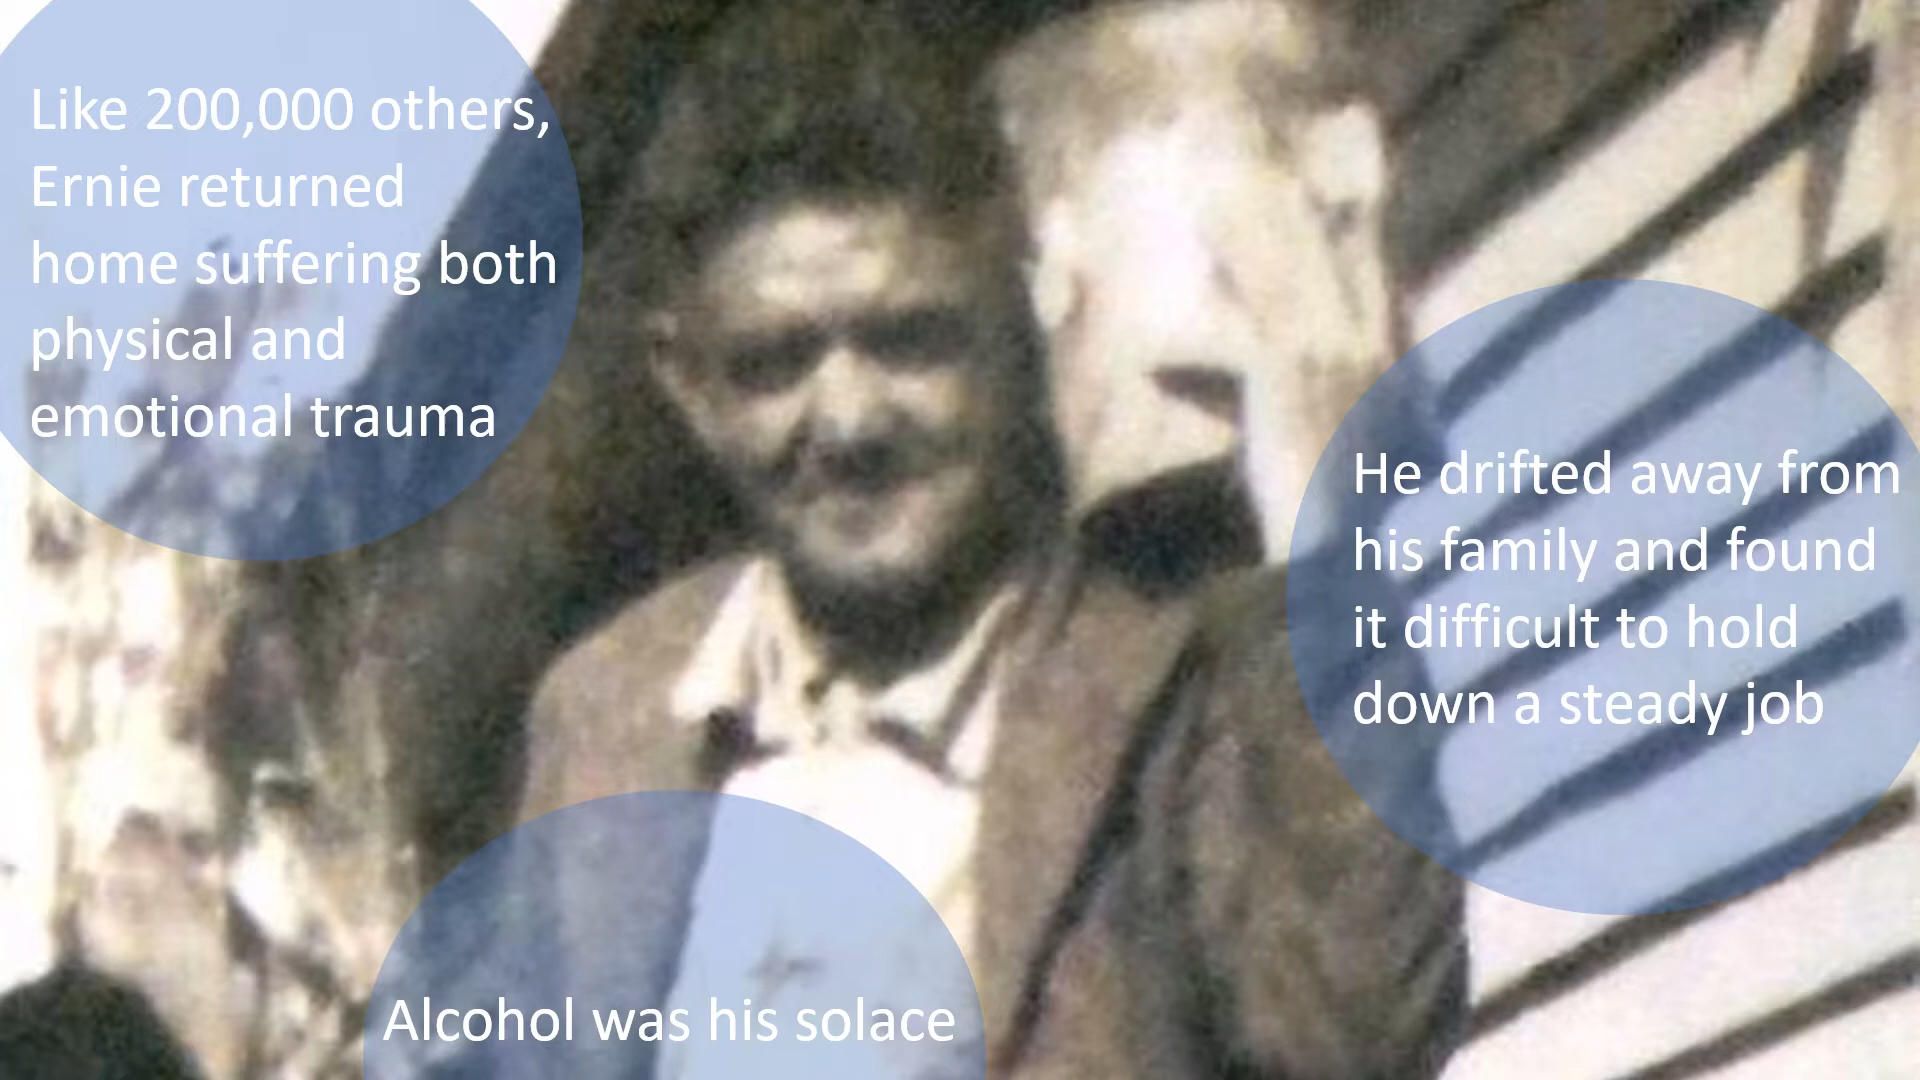 Like 200,000 others,
Ernie returned
home suffering both
physical and
emotional trauma
He drifted away from
his family and found
it difficult to hold
down a steady job
Alcohol was his solace